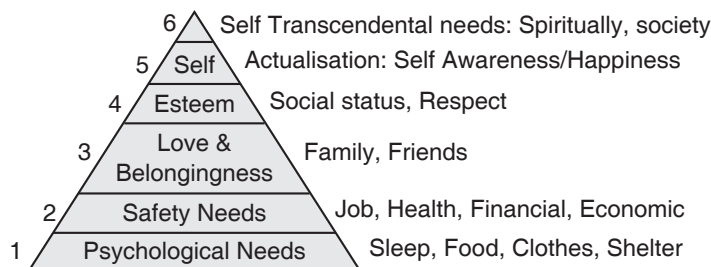 6 Self Transcendental needs: Spiritually, society
5 Self Actualisation: Self Awareness/Happiness
4 Esteem Social status, Respect
3 Love & Belongingness Family, Friends
2 Safety Needs Job, Health, Financial, Economic
1 Psychological Needs Sleep, Food, Clothes, Shelter